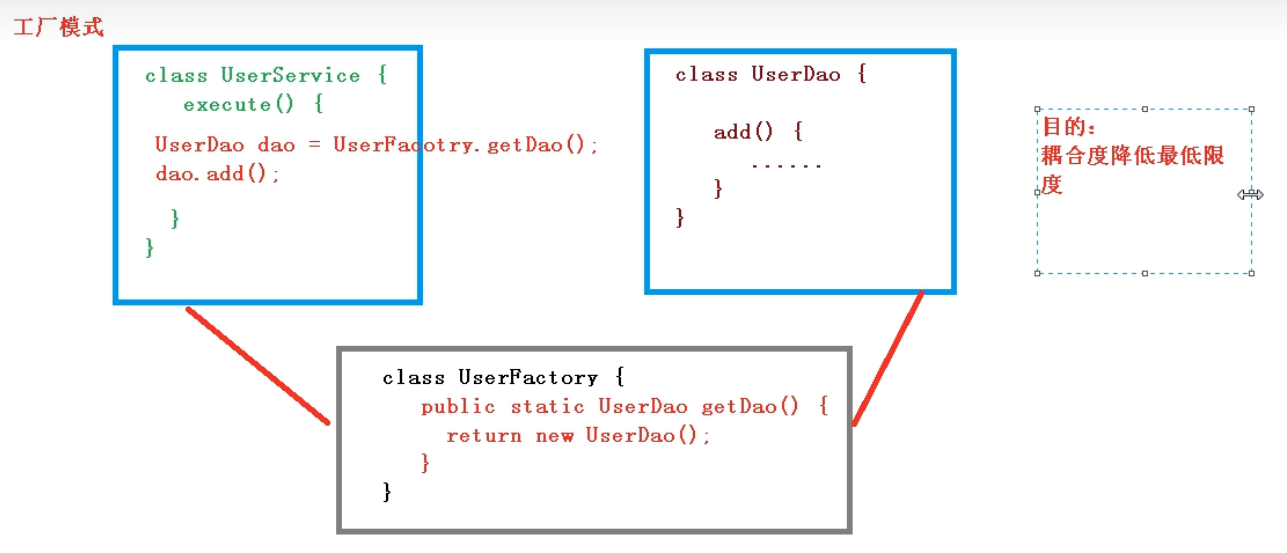 工厂模式
class UserService {
execute() {
UserDao dao = UserFacotry.getDao();
dao.add();
}
}
class UserDao {
add() {
......
}
}
目的：
耦合度降低最低限
度
class UserFactory {
public static UserDao getDao() {
return new UserDao();
}
}